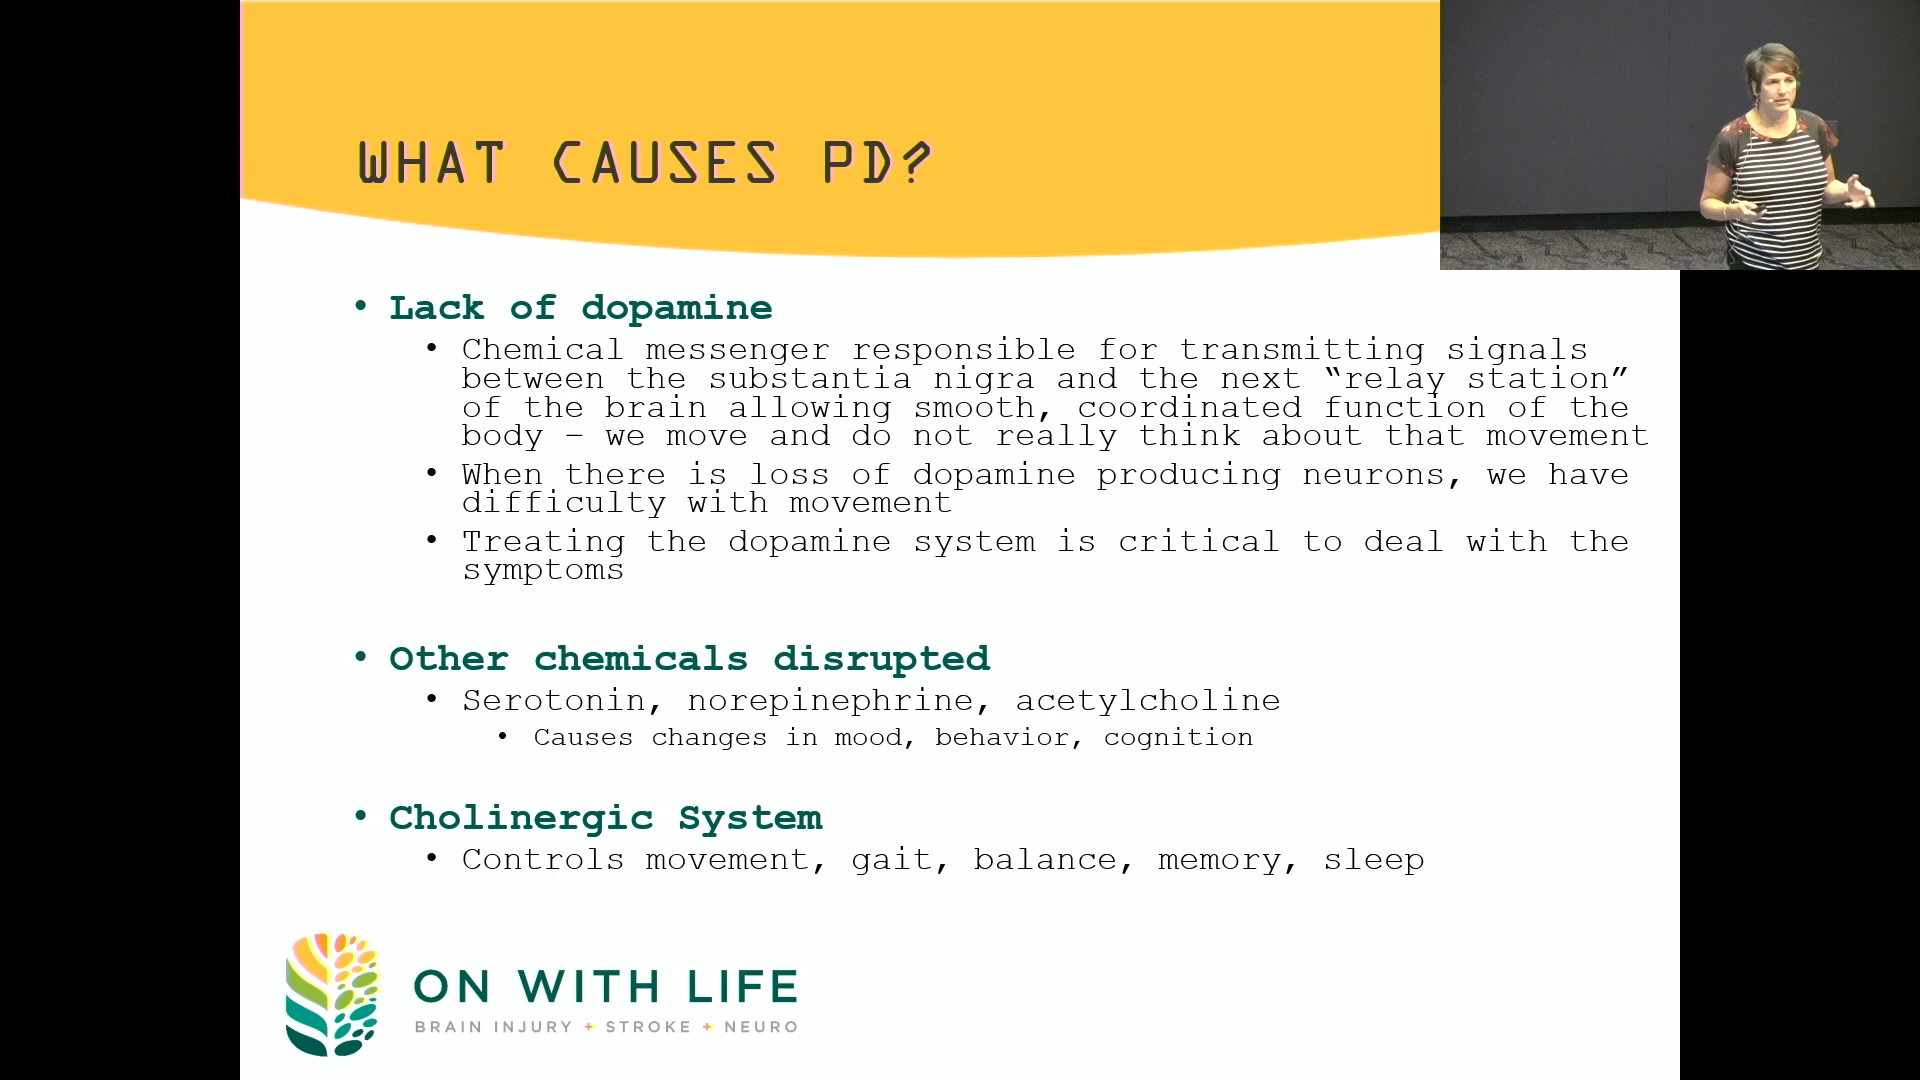 WHAT CAUSES PD?
• Lack of dopamine
• Chemical messenger responsible for transmitting signals
between the substantia nigra and the next “relay station”
of the brain allowing smooth, coordinated function of the
body – we move and do not really think about that movement
• When there is loss of dopamine producing neurons, we have
difficulty with movement
• Treating the dopamine system is critical to deal with the
symptoms
• Other chemicals disrupted
• Serotonin, norepinephrine, acetylcholine
• Causes changes in mood, behavior, cognition
• Cholinergic System
• Controls movement, gait, balance, memory, sleep
ON WITH LIFE
BRAIN INJURY + STROKE + NEURO